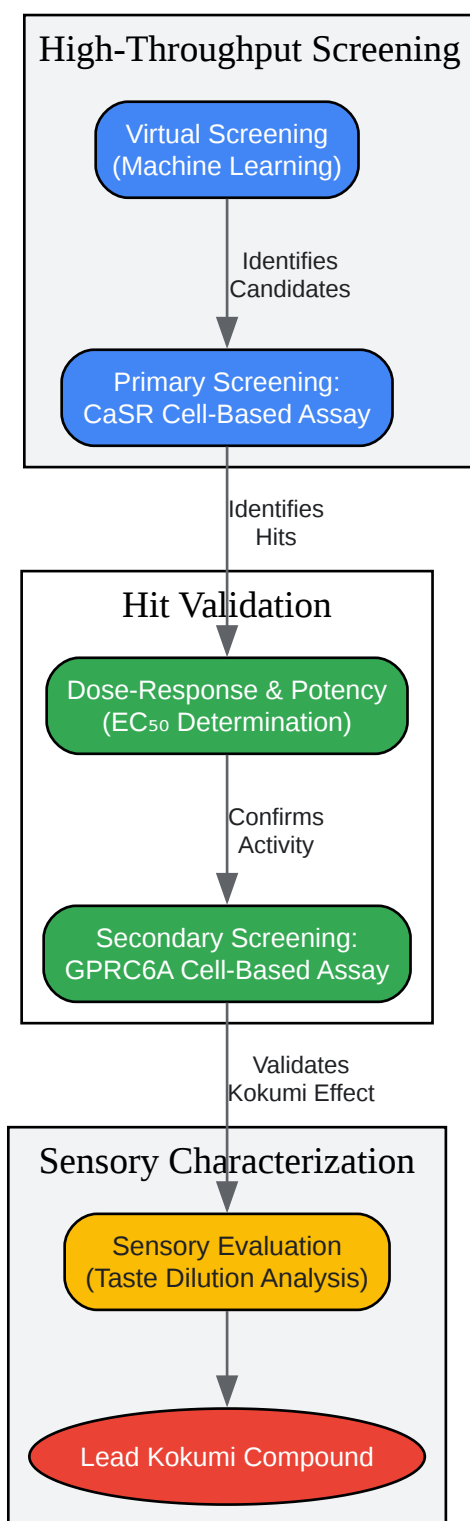 High-Throughput Screening
Virtual Screening
(Machine Learning)
Identifies
Candidates
Primary Screening:
CaSR Cell-Based Assay
Identifies
Hits
Hit Validation
Dose-Response & Potency
(EC₅₀ Determination)
Confirms
Activity
Secondary Screening:
GPRC6A Cell-Based Assay
Validates
Kokumi Effect
Sensory Characterization
Sensory Evaluation
(Taste Dilution Analysis)
Lead Kokumi Compound